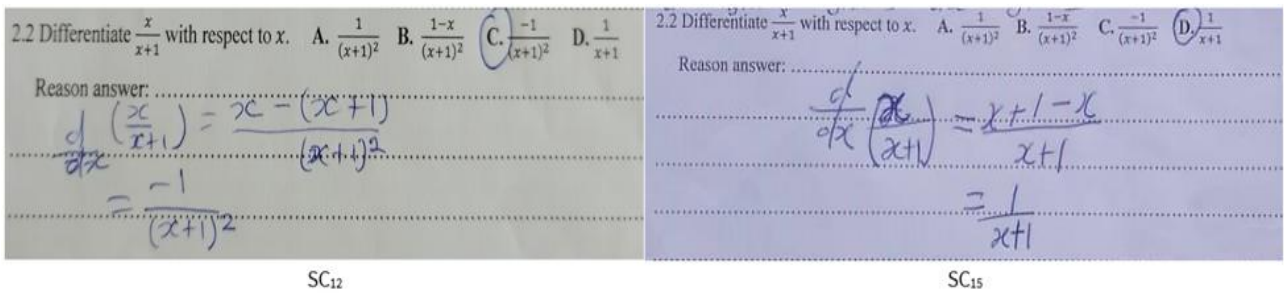 2.2 Differentiate x/(x+1) with respect to x. A. 1/(x+1)² B. (1-x)/(x+1)² C. -1/(x+1)² D. 1/(x+1)
Reason answer: ....................
d/dx (x/(x+1)) = (x - (x+1))/(x+1)²
= -1/(x+1)²
SC₁₂
2.2 Differentiate x/(x+1) with respect to x. A. 1/(x+1)² B. (1-x)/(x+1)² C. -1/(x+1)² D. 1/(x+1)
Reason answer: ....................
d/dx (x/(x+1)) = (x+1-x)/(x+1)
= 1/(x+1)
SC₁₅